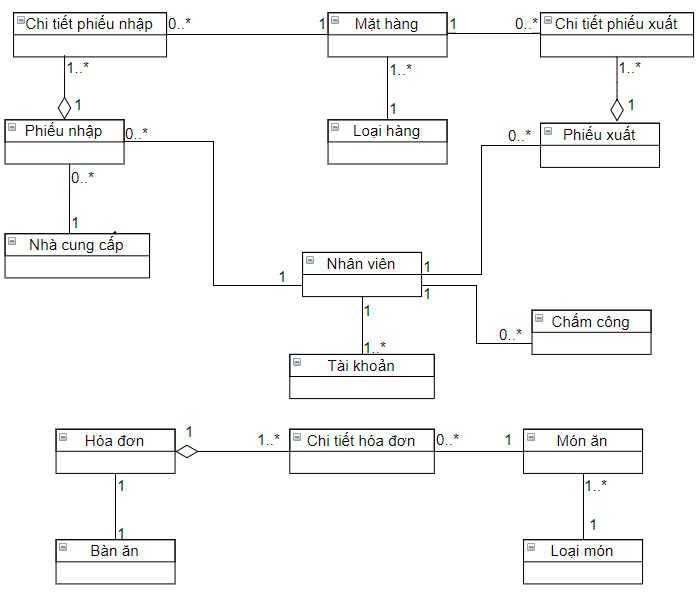 Chi tiết phiếu nhập
0..*
1
Mặt hàng
1
0..*
Chi tiết phiếu xuất
1..*
1..*
1..*
1
1
1
Phiếu nhập
Loại hàng
Phiếu xuất
0..*
0..*
0..*
1
Nhà cung cấp
Nhân viên
1
1
1
1
Chấm công
0..*
1..*
Tài khoản
Hóa đơn
1
1..*
Chi tiết hóa đơn
0..*
1
Món ăn
1
1..*
1
1
Bàn ăn
Loại món